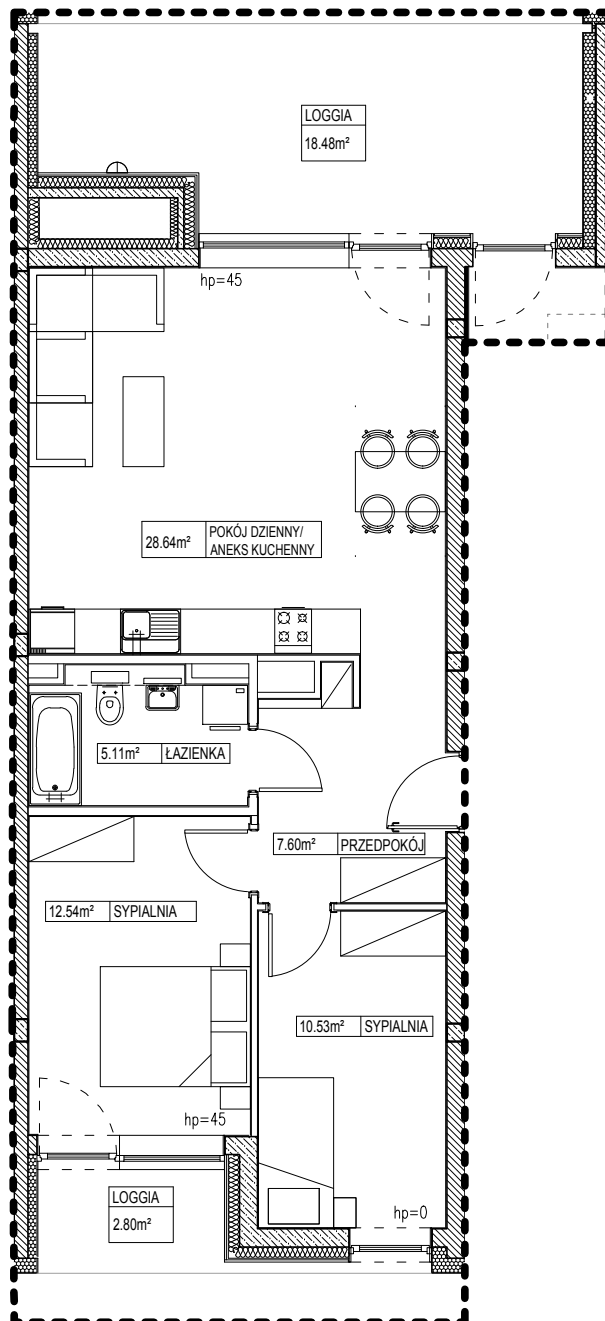 LOGGIA
18.48m²
hp=45
28.64m² POKÓJ DZIENNY/
ANEKS KUCHENNY
5.11m² ŁAZIENKA
7.60m² PRZEDPOKÓJ
12.54m² SYPIALNIA
10.53m² SYPIALNIA
hp=45
LOGGIA
2.80m²
hp=0